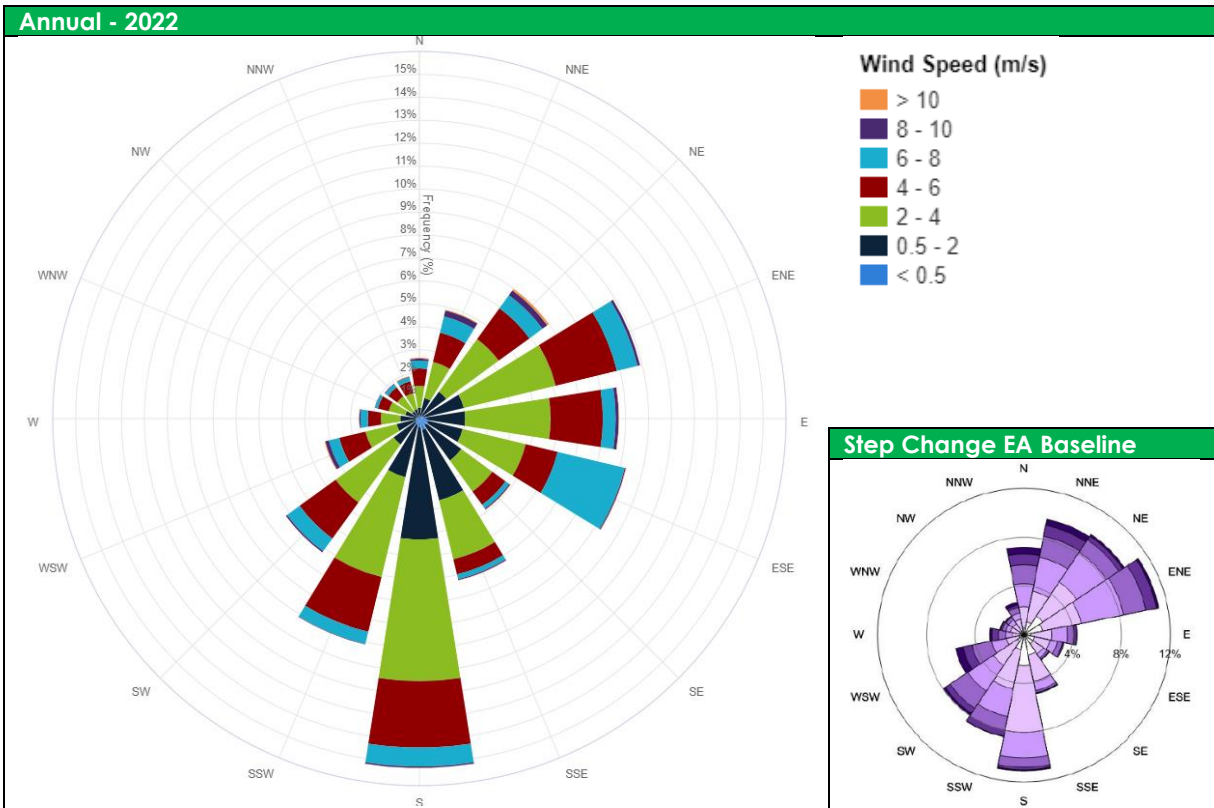 Annual - 2022
N
NNE
NE
ENE
E
ESE
SE
SSE
S
SSW
SW
WSW
W
WNW
NW
NNW
15%
14%
13%
12%
11%
10%
9%
8%
7%
6%
5%
4%
3%
2%
Frequency (%)
Wind Speed (m/s)
> 10
8 - 10
6 - 8
4 - 6
2 - 4
0.5 - 2
< 0.5
Step Change EA Baseline
N
NNE
NE
ENE
E
ESE
SE
SSE
S
SSW
SW
WSW
W
WNW
NW
NNW
4%
8%
12%